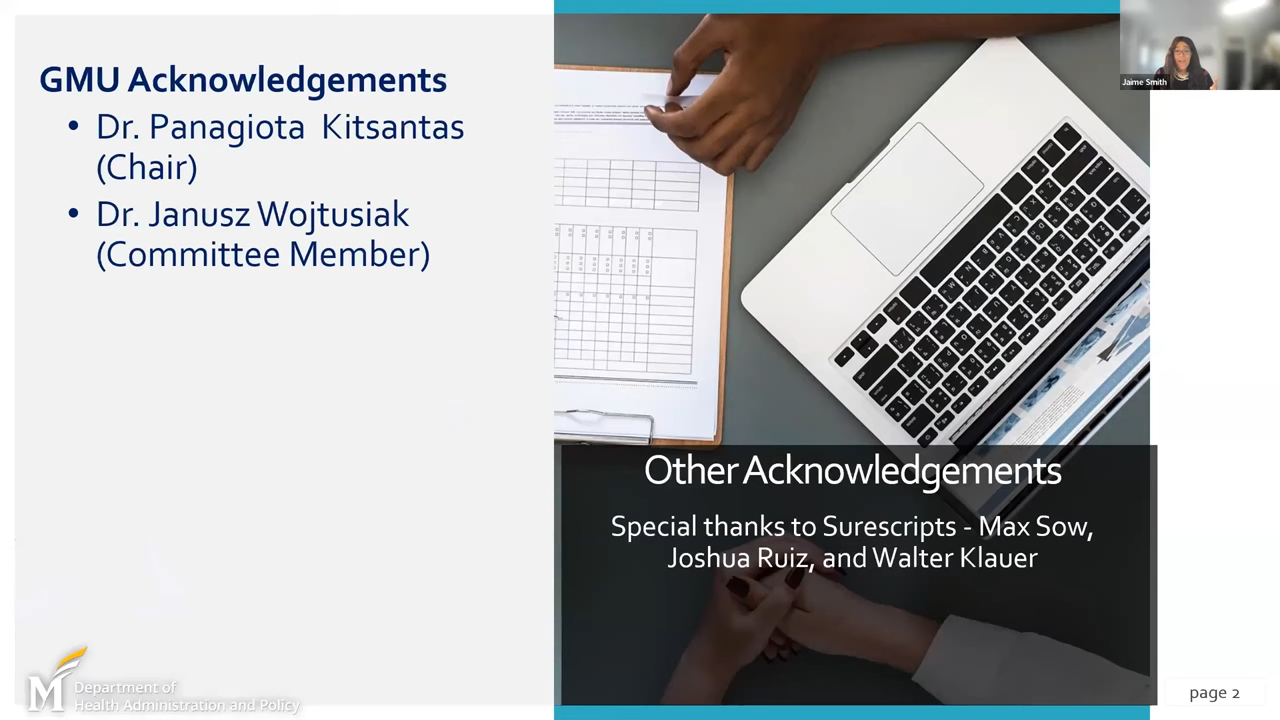 GMU Acknowledgements
• Dr. Panagiota Kitsantas
(Chair)
• Dr. Janusz Wojtusiak
(Committee Member)
Jaime Smith
Other Acknowledgements
Special thanks to Surescripts - Max Sow,
Joshua Ruiz, and Walter Klauer
M
Department of
Health Administration and Policy
page 2